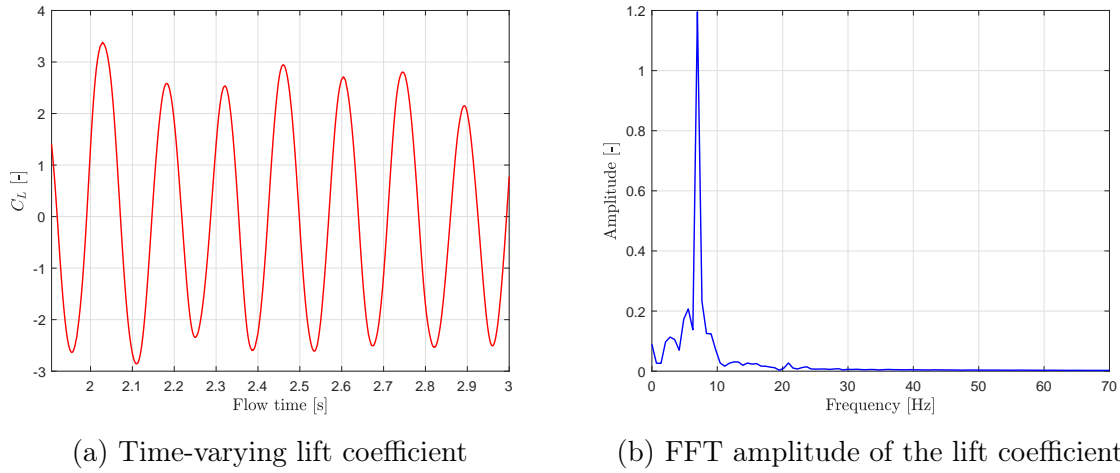 4
3
2
1
0
-1
-2
-3
C_L [-]
2 2.1 2.2 2.3 2.4 2.5 2.6 2.7 2.8 2.9 3
Flow time [s]
(a) Time-varying lift coefficient
1.2
1
0.8
0.6
0.4
0.2
0
Amplitude [-]
0 10 20 30 40 50 60 70
Frequency [Hz]
(b) FFT amplitude of the lift coefficient